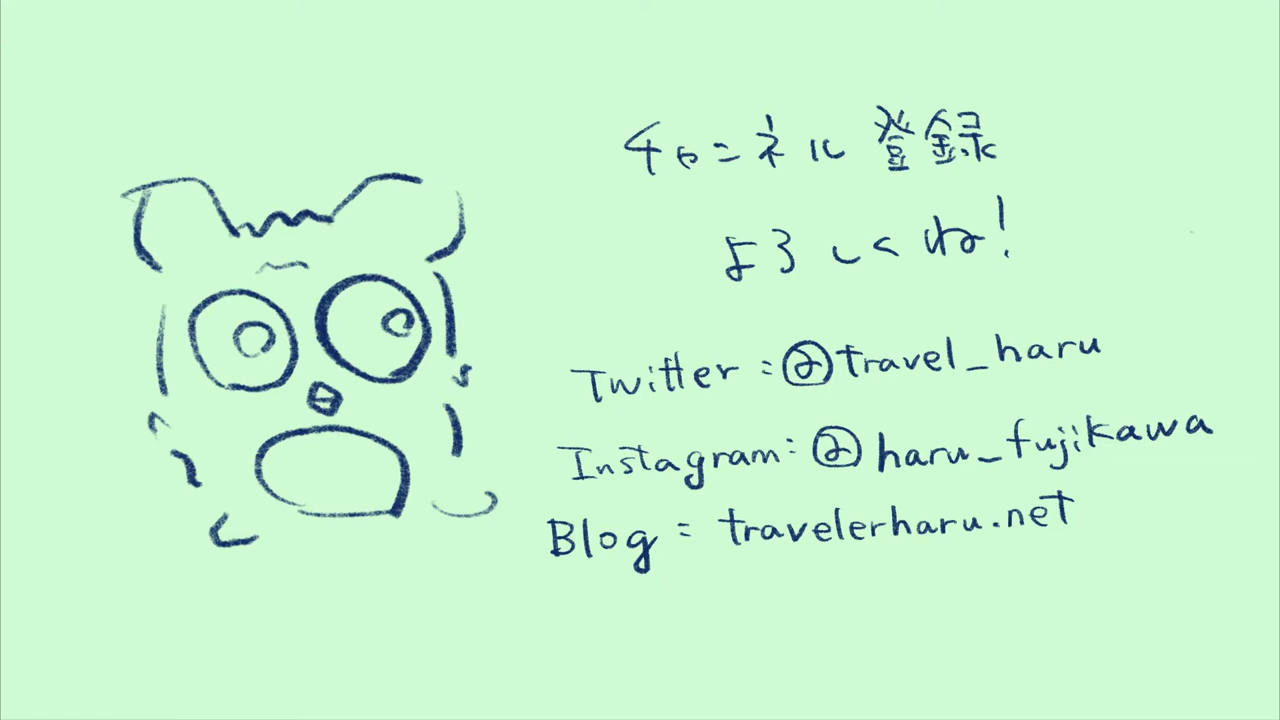 チャンネル登録
よろしくね!
Twitter:@travel_haru
Instagram:@haru_fujikawa
Blog:travelerharu.net